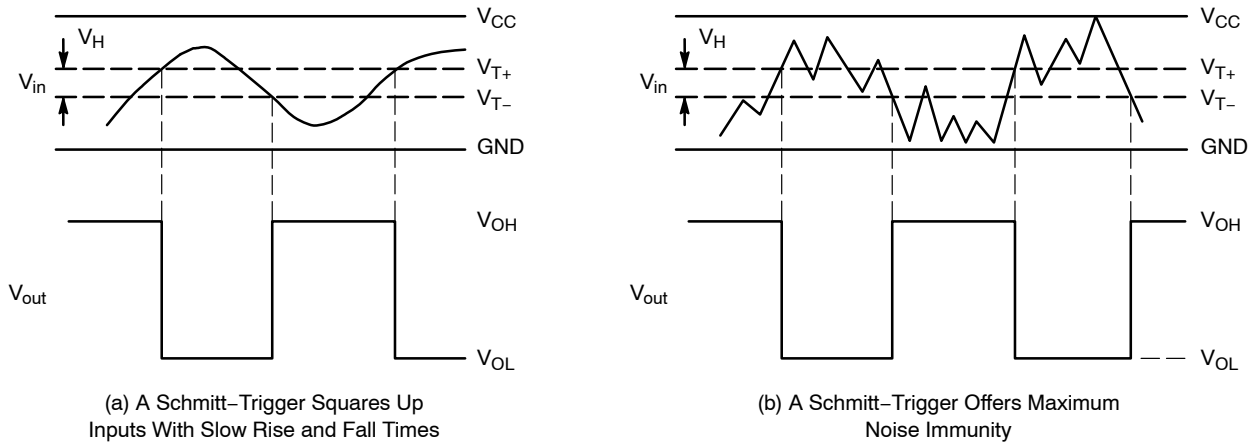 V_CC
V_H
V_in
V_T+
V_T−
GND
V_OH
V_out
V_OL
(a) A Schmitt−Trigger Squares Up
Inputs With Slow Rise and Fall Times
V_CC
V_H
V_in
V_T+
V_T−
GND
V_OH
V_out
V_OL
(b) A Schmitt−Trigger Offers Maximum
Noise Immunity